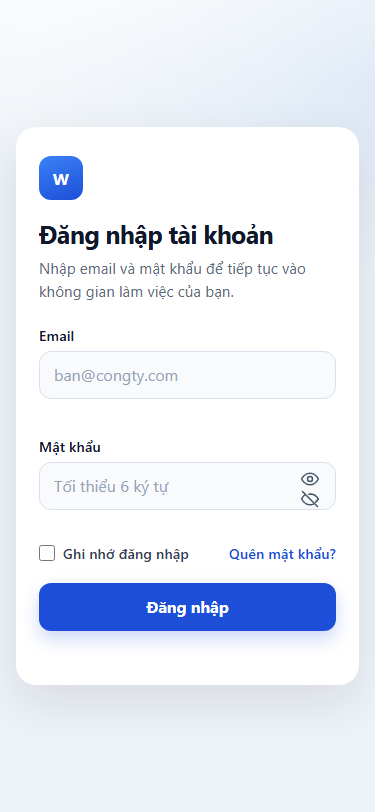 w
Đăng nhập tài khoản
Nhập email và mật khẩu để tiếp tục vào
không gian làm việc của bạn.
Email
ban@congty.com
Mật khẩu
Tối thiểu 6 ký tự
Ghi nhớ đăng nhập Quên mật khẩu?
Đăng nhập